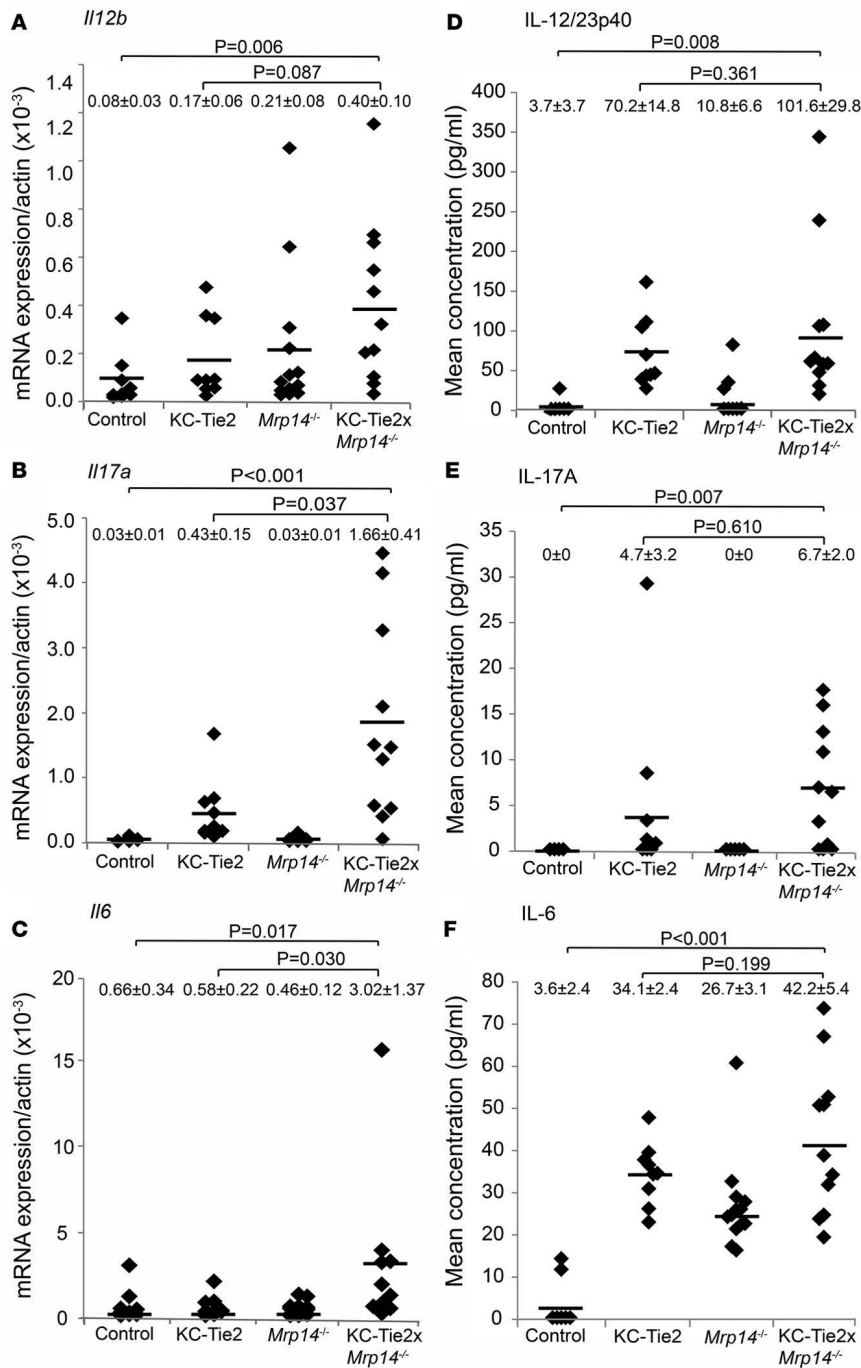 A
Il12b
P=0.006
P=0.087
0.08±0.03 0.17±0.06 0.21±0.08 0.40±0.10
mRNA expression/actin (x10-3)
1.4
1.2
1.0
0.8
0.6
0.4
0.2
0.0
Control KC-Tie2 Mrp14-/- KC-Tie2x
Mrp14-/-
B
Il17a
P<0.001
P=0.037
0.03±0.01 0.43±0.15 0.03±0.01 1.66±0.41
mRNA expression/actin (x10-3)
5.0
4.0
3.0
2.0
1.0
0.0
Control KC-Tie2 Mrp14-/- KC-Tie2x
Mrp14-/-
C
Il6
P=0.017
P=0.030
0.66±0.34 0.58±0.22 0.46±0.12 3.02±1.37
mRNA expression/actin (x10-3)
20
15
10
5
0
Control KC-Tie2 Mrp14-/- KC-Tie2x
Mrp14-/-
D
IL-12/23p40
P=0.008
P=0.361
3.7±3.7 70.2±14.8 10.8±6.6 101.6±29.8
Mean concentration (pg/ml)
400
350
300
250
200
150
100
50
0
Control KC-Tie2 Mrp14-/- KC-Tie2x
Mrp14-/-
E
IL-17A
P=0.007
P=0.610
0±0 4.7±3.2 0±0 6.7±2.0
Mean concentration (pg/ml)
35
30
25
20
15
10
5
0
Control KC-Tie2 Mrp14-/- KC-Tie2x
Mrp14-/-
F
IL-6
P<0.001
P=0.199
3.6±2.4 34.1±2.4 26.7±3.1 42.2±5.4
Mean concentration (pg/ml)
80
70
60
50
40
30
20
10
0
Control KC-Tie2 Mrp14-/- KC-Tie2x
Mrp14-/-